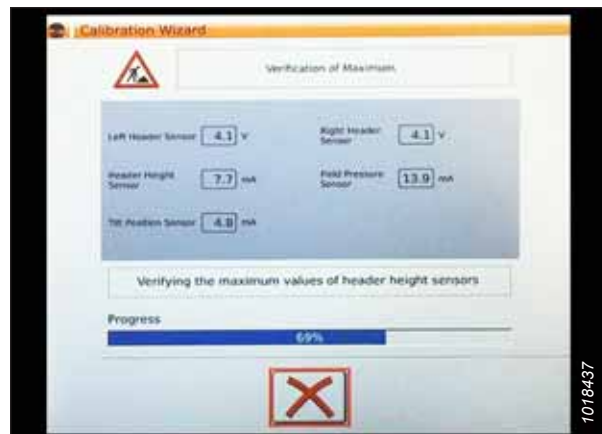 Calibration Wizard
Verification of Maximum
Left Header Sensor 4.1 V
Right Header Sensor 4.1 V
Header Height Sensor 7.7 mA
Field Pressure Sensor 13.9 mA
Tilt Position Sensor 4.8 mA
Verifying the maximum values of header height sensors
Progress
69%
1018437